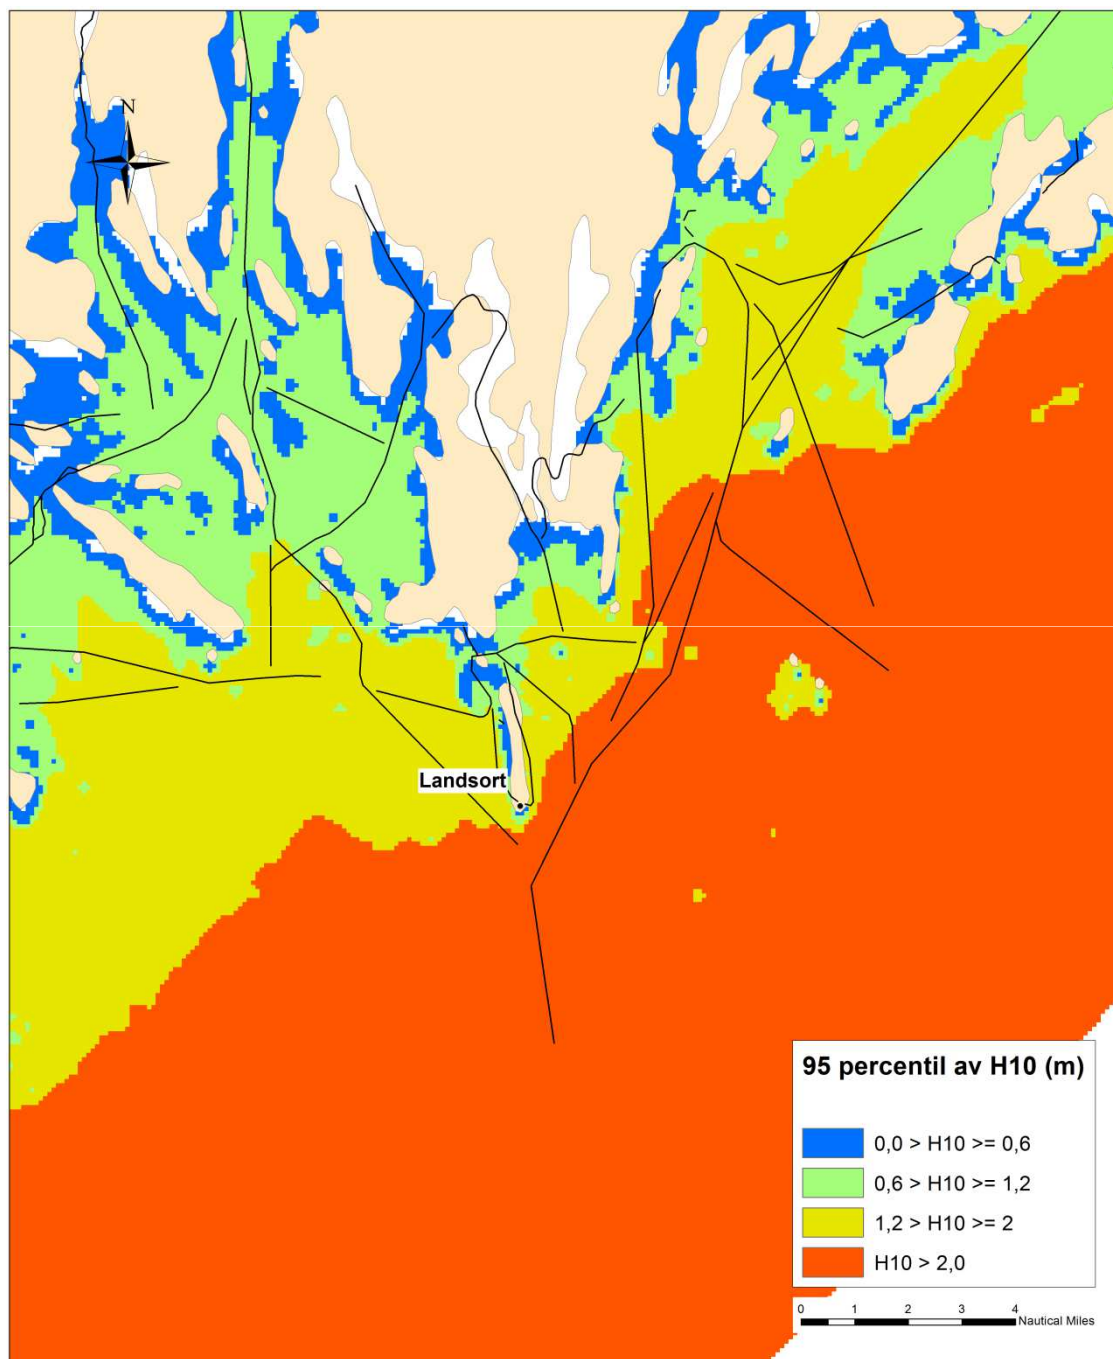 N
Landsort
95 percentil av H10 (m)
0,0 > H10 >= 0,6
0,6 > H10 >= 1,2
1,2 > H10 >= 2
H10 > 2,0
0 1 2 3 4
Nautical Miles